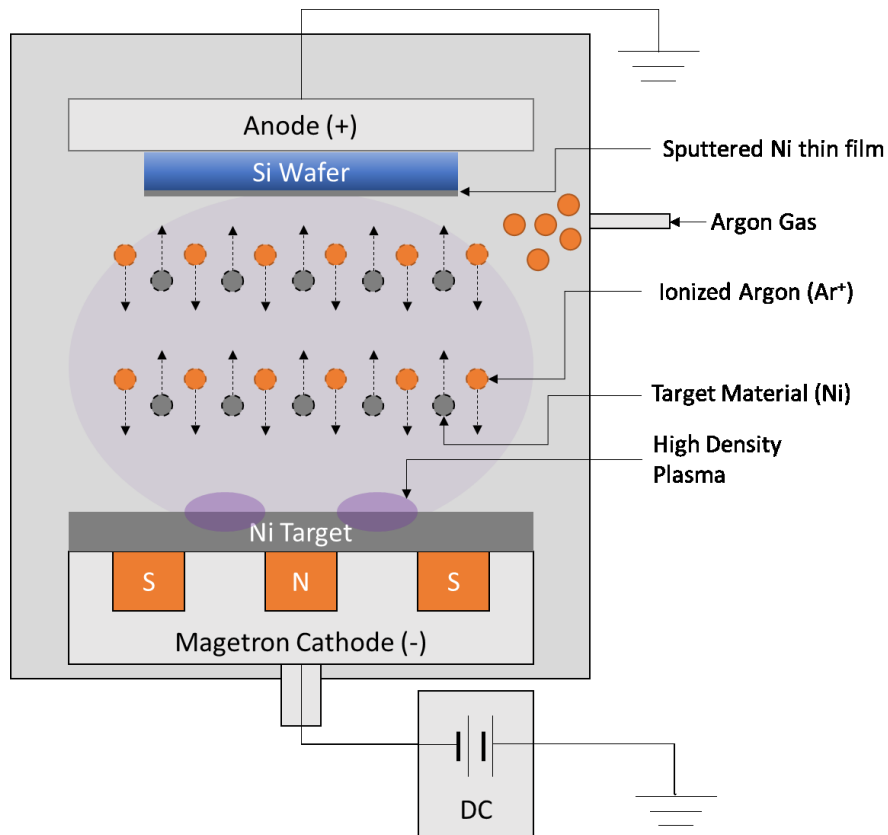 Anode (+)
Si Wafer
Sputtered Ni thin film
Argon Gas
Ionized Argon (Ar⁺)
Target Material (Ni)
High Density
Plasma
Ni Target
S
N
S
Magetron Cathode (-)
DC